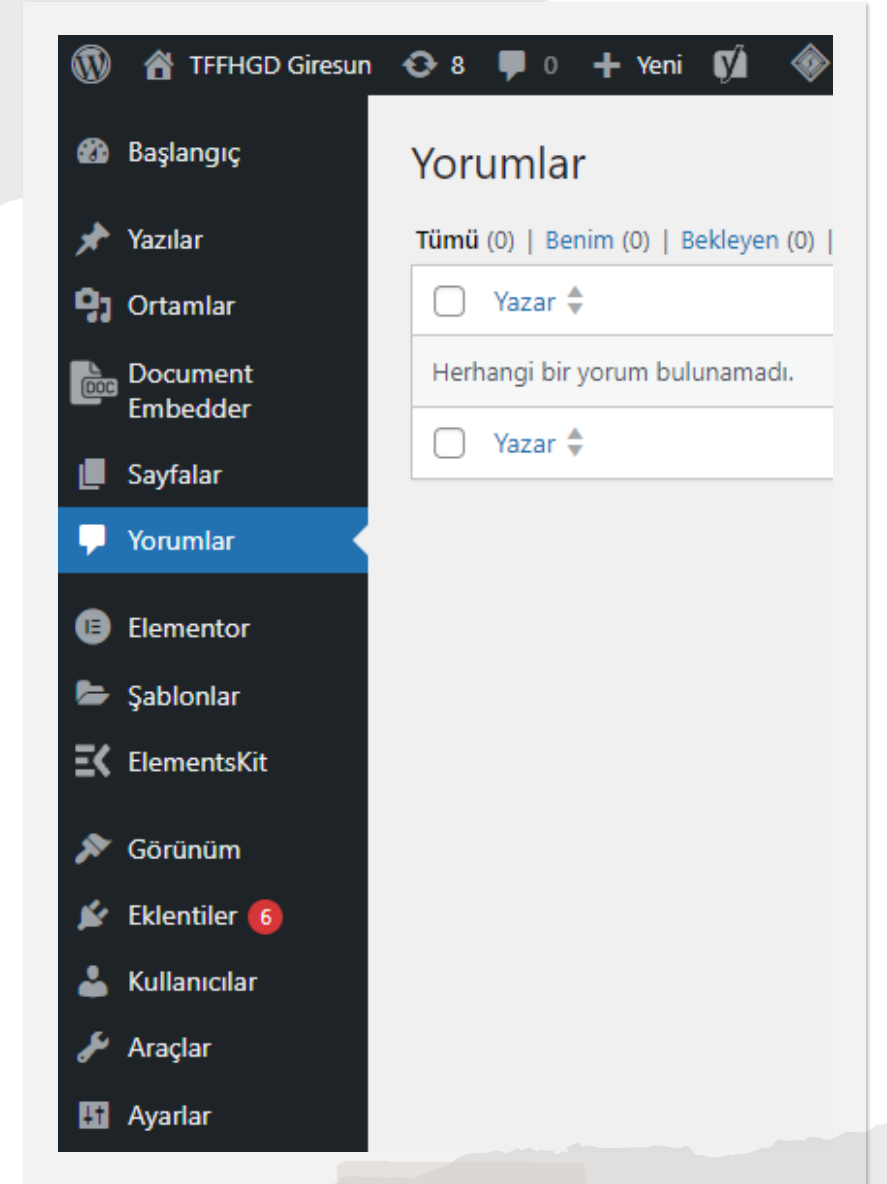 TFFHGD Giresun 8 0 + Yeni
Başlangıç
Yazılar
Ortamlar
DOC
Document
Embedder
Sayfalar
Yorumlar
Elementor
Şablonlar
ElementsKit
Görünüm
Eklentiler 6
Kullanıcılar
Araçlar
Ayarlar
Yorumlar
Tümü (0) | Benim (0) | Bekleyen (0) |
Yazar
Herhangi bir yorum bulunamadı.
Yazar